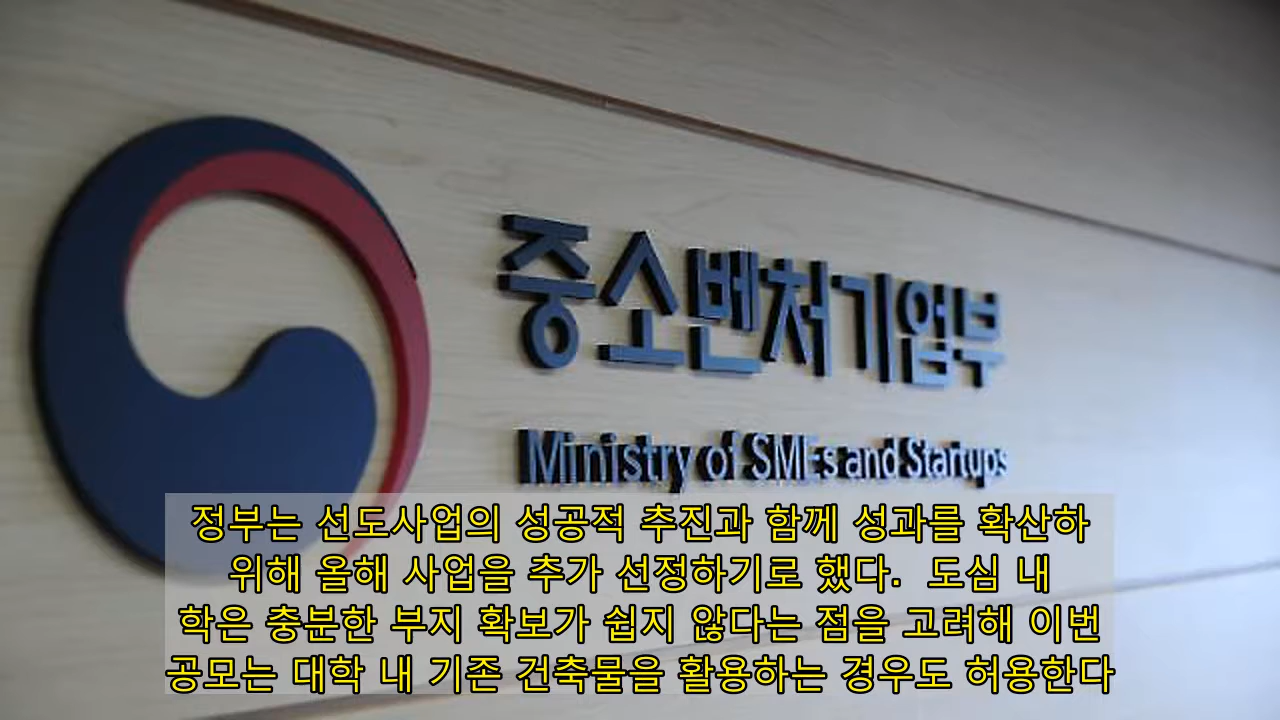 중소벤처기업부
Ministry of SMEs and Startups
정부는 선도사업의 성공적 추진과 함께 성과를 확산하
위해 올해 사업을 추가 선정하기로 했다. 도심 내
학은 충분한 부지 확보가 쉽지 않다는 점을 고려해 이번
공모는 대학 내 기존 건축물을 활용하는 경우도 허용한다